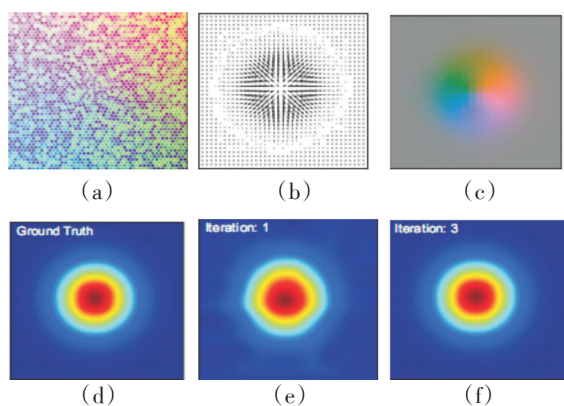 (a)
(b)
(c)
Ground Truth
Iteration: 1
Iteration: 3
(d)
(e)
(f)